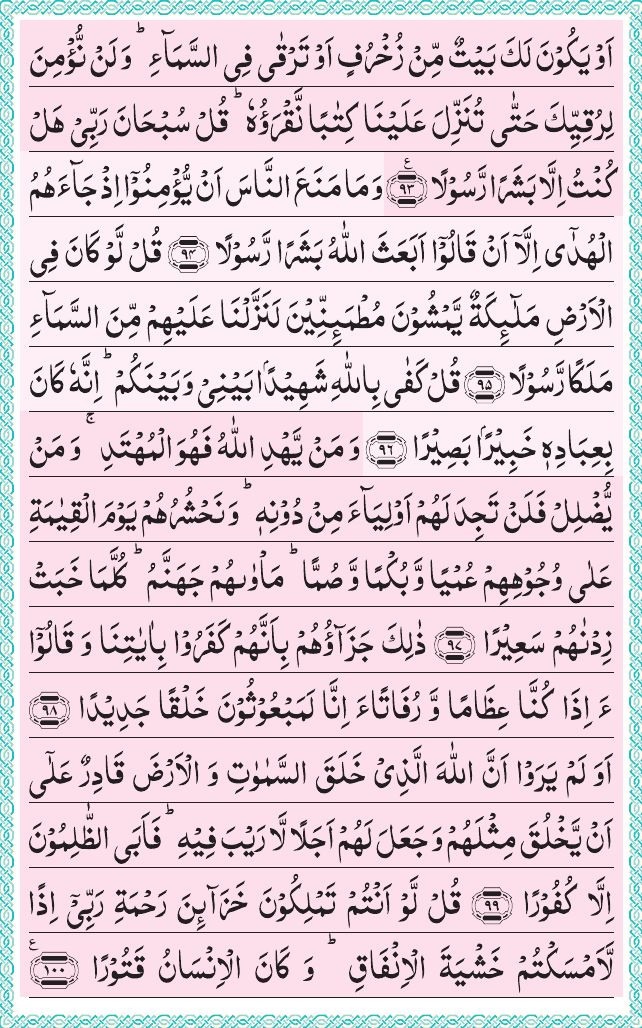 اَوۡ یَکُوۡنَ لَکَ بَیۡتٌ مِّنۡ زُخۡرُفٍ اَوۡ تَرۡقٰی فِی السَّمَآءِ ؕ وَ لَنۡ نُّؤۡمِنَ
لِرُقِیِّکَ حَتّٰی تُنَزِّلَ عَلَیۡنَا کِتٰبًا نَّقۡرَؤُہٗ ؕ قُلۡ سُبۡحَانَ رَبِّیۡ ہَلۡ
کُنۡتُ اِلَّا بَشَرًا رَّسُوۡلًا ﴿۹۳﴾٪ وَ مَا مَنَعَ النَّاسَ اَنۡ یُّؤۡمِنُوۡۤا اِذۡ جَآءَہُمُ
الۡہُدٰۤی اِلَّاۤ اَنۡ قَالُوۡۤا اَبَعَثَ اللّٰہُ بَشَرًا رَّسُوۡلًا ﴿۹۴﴾ قُلۡ لَّوۡ کَانَ فِی
الۡاَرۡضِ مَلٰٓئِکَۃٌ یَّمۡشُوۡنَ مُطۡمَئِنِّیۡنَ لَنَزَّلۡنَا عَلَیۡہِمۡ مِّنَ السَّمَآءِ
مَلَکًا رَّسُوۡلًا ﴿۹۵﴾ قُلۡ کَفٰی بِاللّٰہِ شَہِیۡدًۢا بَیۡنِیۡ وَ بَیۡنَکُمۡ ؕ اِنَّہٗ کَانَ
بِعِبَادِہٖ خَبِیۡرًۢا بَصِیۡرًا ﴿۹۶﴾ وَ مَنۡ یَّہۡدِ اللّٰہُ فَہُوَ الۡمُہۡتَدِ ۚ وَ مَنۡ
یُّضۡلِلۡ فَلَنۡ تَجِدَ لَہُمۡ اَوۡلِیَآءَ مِنۡ دُوۡنِہٖ ؕ وَ نَحۡشُرُہُمۡ یَوۡمَ الۡقِیٰمَۃِ
عَلٰی وُجُوۡہِہِمۡ عُمۡیًا وَّ بُکۡمًا وَّ صُمًّا ؕ مَاۡوٰىہُمۡ جَہَنَّمُ ؕ کُلَّمَا خَبَتۡ
زِدۡنٰہُمۡ سَعِیۡرًا ﴿۹۷﴾ ذٰلِکَ جَزَآؤُہُمۡ بِاَنَّہُمۡ کَفَرُوۡا بِاٰیٰتِنَا وَ قَالُوۡۤا
ءَ اِذَا کُنَّا عِظَامًا وَّ رُفَاتًاءَ اِنَّا لَمَبۡعُوۡثُوۡنَ خَلۡقًا جَدِیۡدًا ﴿۹۸﴾
اَوَ لَمۡ یَرَوۡا اَنَّ اللّٰہَ الَّذِیۡ خَلَقَ السَّمٰوٰتِ وَ الۡاَرۡضَ قَادِرٌ عَلٰۤی
اَنۡ یَّخۡلُقَ مِثۡلَہُمۡ وَ جَعَلَ لَہُمۡ اَجَلًا لَّا رَیۡبَ فِیۡہِ ؕ فَاَبَی الظّٰلِمُوۡنَ
اِلَّا کُفُوۡرًا ﴿۹۹﴾ قُلۡ لَّوۡ اَنۡتُمۡ تَمۡلِکُوۡنَ خَزَآئِنَ رَحۡمَۃِ رَبِّیۡۤ اِذًا
لَّاَمۡسَکۡتُمۡ خَشۡیَۃَ الۡاِنۡفَاقِ ؕ وَ کَانَ الۡاِنۡسَانُ قَتُوۡرًا ﴿۱۰۰﴾٪